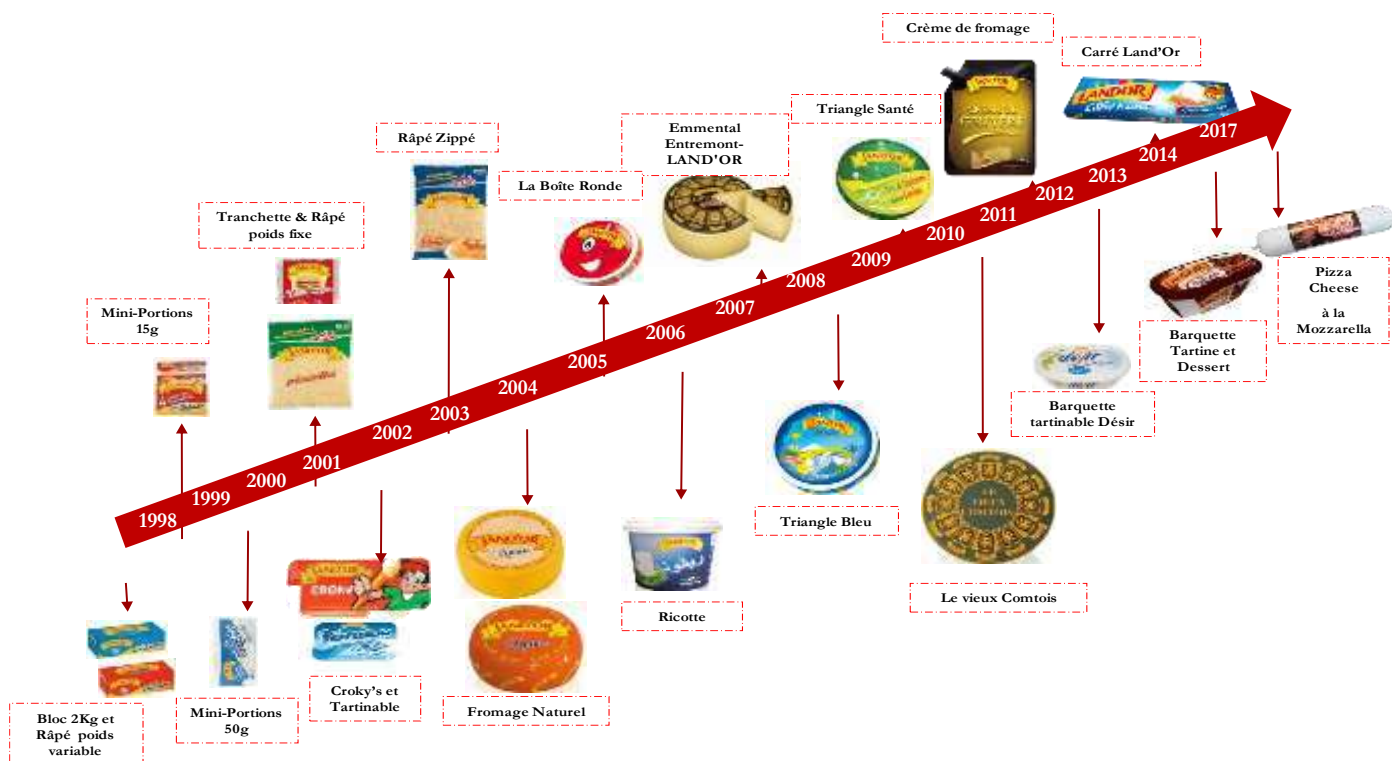 Crème de fromage
Carré Land'Or
Triangle Santé
Emmental
Entremont-
LAND'OR
Râpé Zippé
La Boîte Ronde
Tranchette & Râpé
poids fixe
Mini-Portions
15g
1998
1999
2000
2001
2002
2003
2004
2005
2006
2007
2008
2009
2010
2011
2012
2013
2014
2017
LAND'OR
Pizza
Cheese
à la
Mozzarella
Barquette
Tartine et
Dessert
Barquette
tartinable Désir
Triangle Bleu
Le vieux Comtois
Ricotte
Fromage Naturel
Croky's et
Tartinable
Mini-Portions
50g
Bloc 2Kg et
Râpé poids
variable